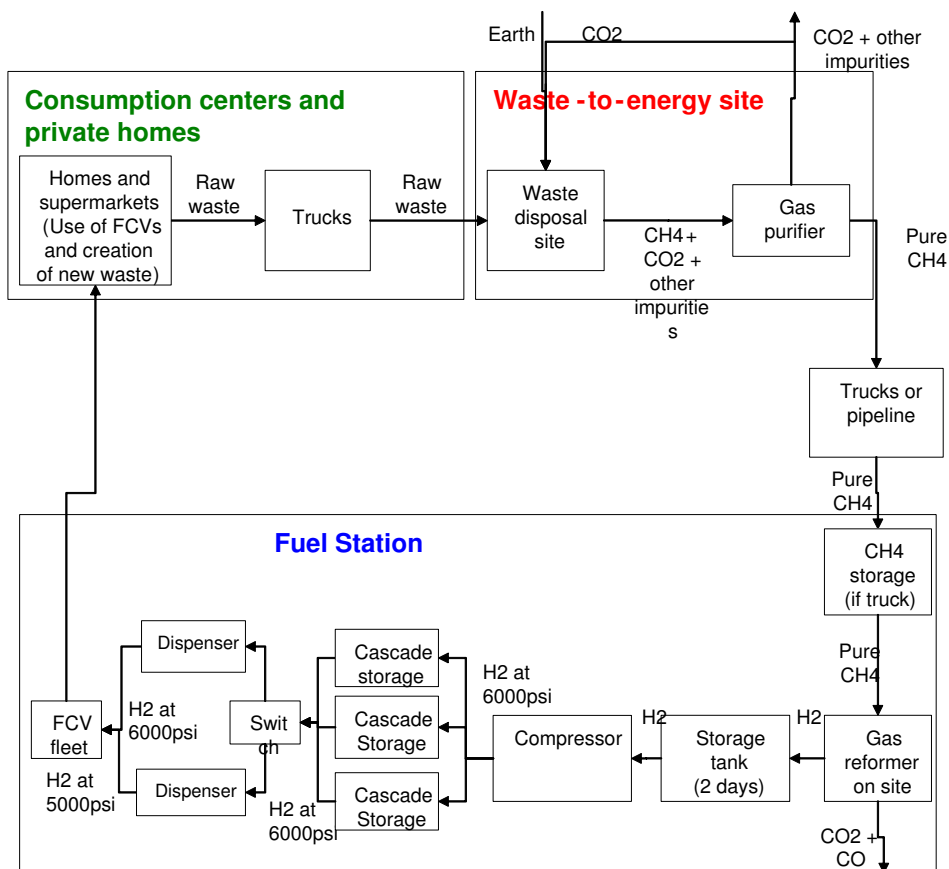 Earth
CO2
CO2 + other
impurities
Consumption centers and
private homes
Waste -to-energy site
Homes and
supermarkets
(Use of FCVs
and creation
of new waste)
Raw
waste
Trucks
Raw
waste
Waste
disposal
site
CH4+
CO2 +
other
impuritie
s
Gas
purifier
Pure
CH4
Trucks or
pipeline
Pure
CH4
Fuel Station
CH4
storage
(if truck)
Pure
CH4
Gas
reformer
on site
CO2 +
CO
H2
Storage
tank
(2 days)
H2
Compressor
H2 at
6000psi
Cascade
storage
Cascade
Storage
Cascade
Storage
H2 at
6000psi
Swit
ch
Dispenser
Dispenser
H2 at
6000psi
FCV
fleet
H2 at
5000psi